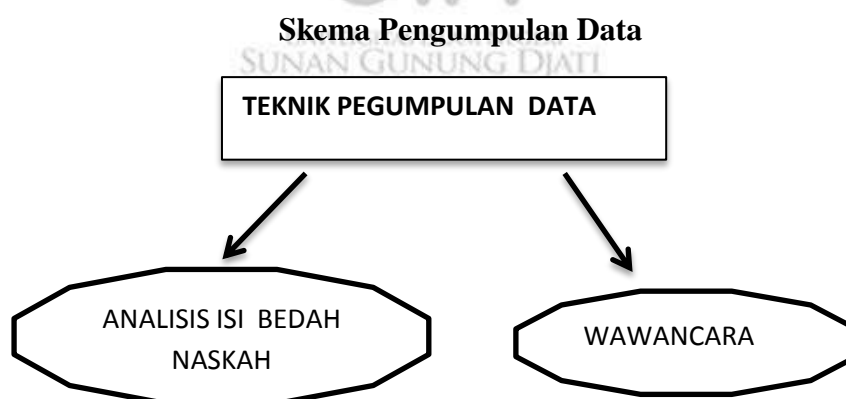 Skema Pengumpulan Data
SUNAN GUNUNG DJATI
TEKNIK PEGUMPULAN DATA
ANALISIS ISI BEDAH
NASKAH
WAWANCARA